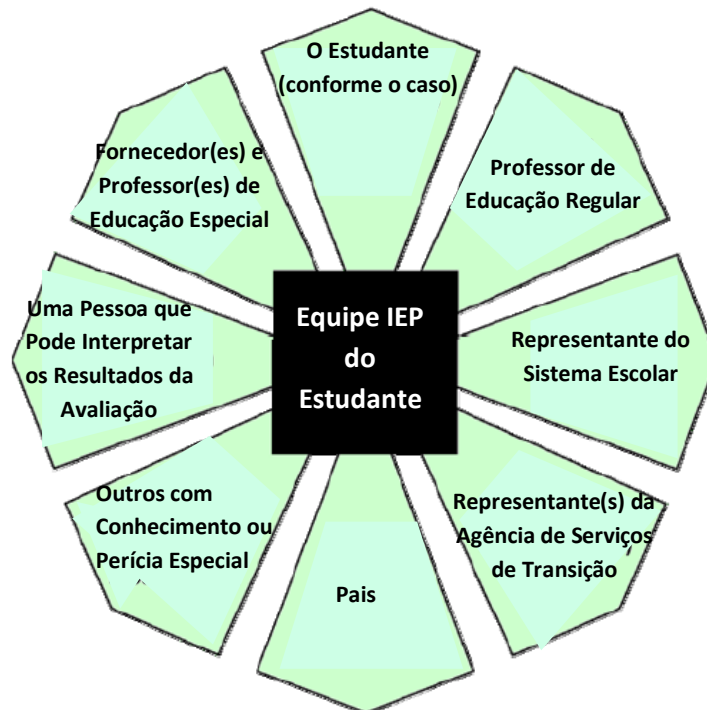 O Estudante
(conforme o caso)
Fornecedor(es) e
Professor(es) de
Educação Especial
Professor de
Educação Regular
Uma Pessoa que
Pode Interpretar
os Resultados da
Avaliação
Equipe IEP
do
Estudante
Representante do
Sistema Escolar
Outros com
Conhecimento ou
Perícia Especial
Pais
Representante(s) da
Agência de Serviços
de Transição